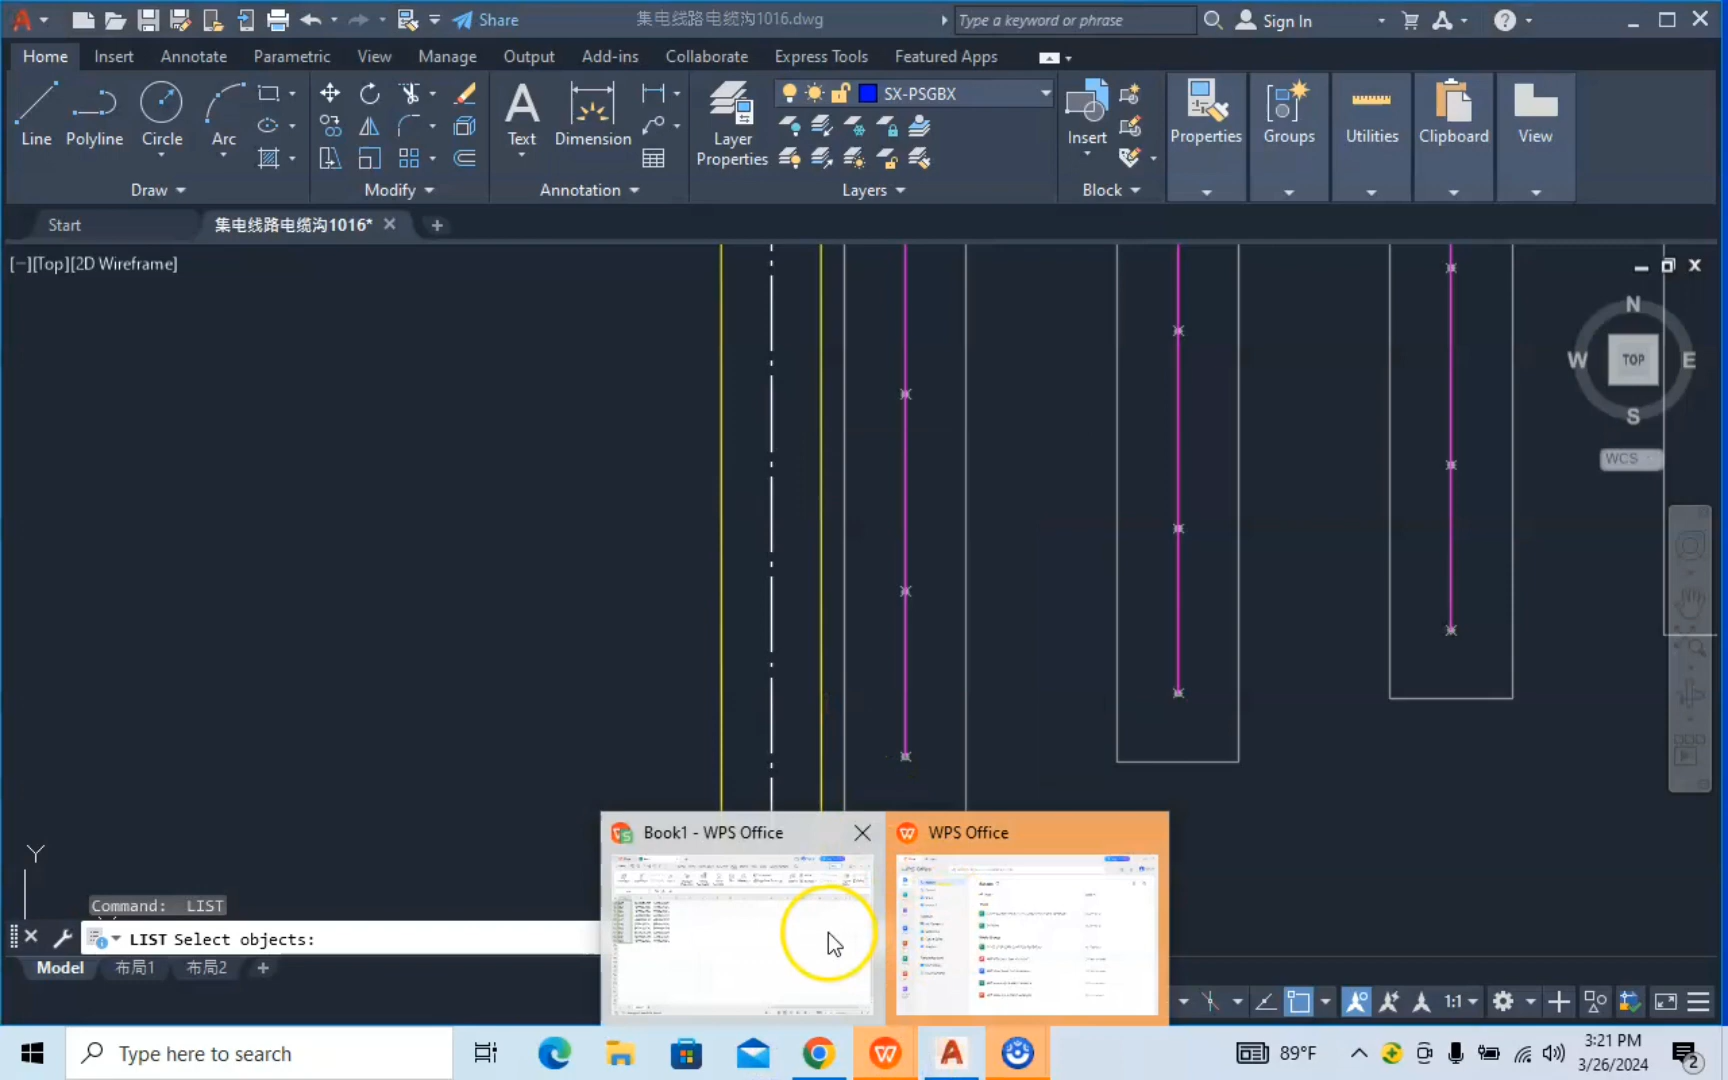 Share
集电线路电缆沟1016.dwg
Type a keyword or phrase
Sign In
Home
Insert
Annotate
Parametric
View
Manage
Output
Add-ins
Collaborate
Express Tools
Featured Apps
Line
Polyline
Circle
Arc
Text
Dimension
Layer
Properties
SX-PSGBX
Insert
Properties
Groups
Utilities
Clipboard
View
Draw
Modify
Annotation
Layers
Block
Start
集电线路电缆沟1016*
[−][Top][2D Wireframe]
N
W
TOP
E
S
WCS
Y
Book1 - WPS Office
WPS Office
Command: LIST
LIST Select objects:
Model
布局1
布局2
1:1
Type here to search
89°F
3:21 PM
3/26/2024
2